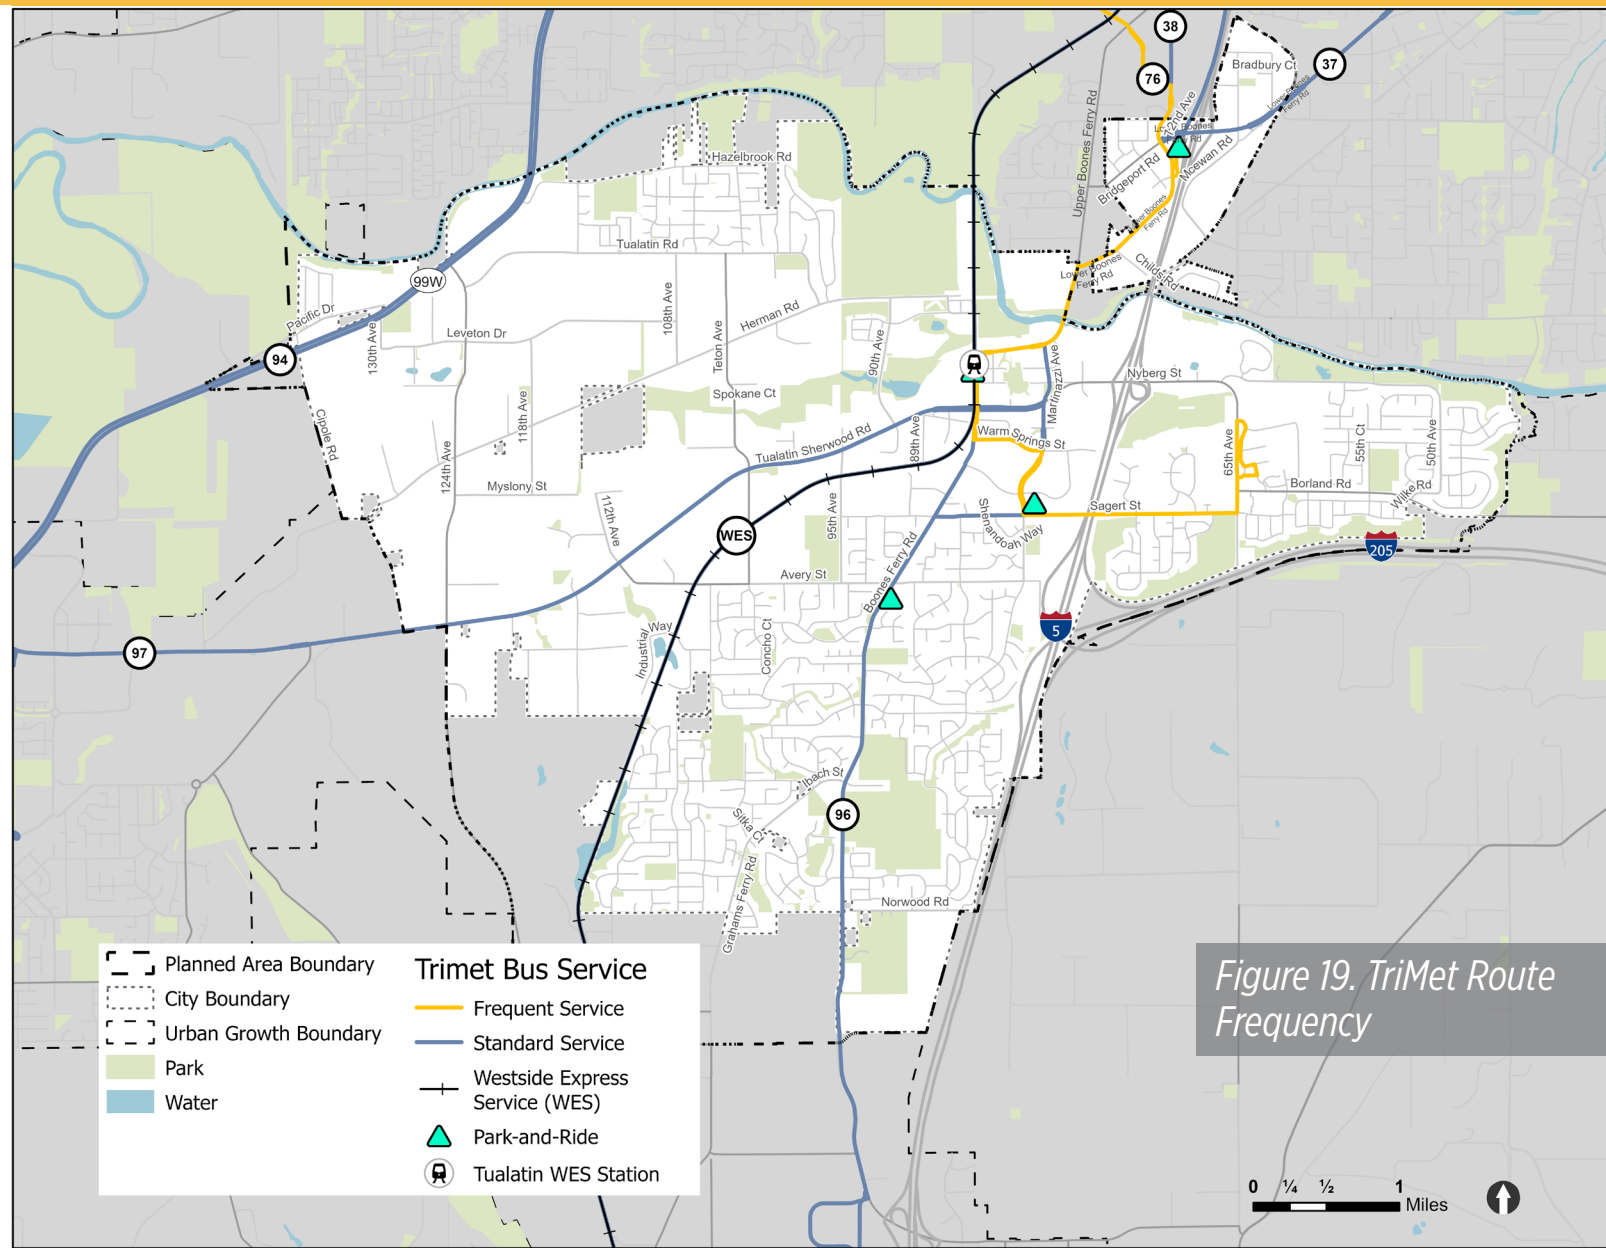 38
37
76
Bradbury Ct
Lower Boones
Ferry Rd
72nd Ave
Upper Boones Ferry Rd
Bridgeport Rd
Mcewan Rd
Hazelbrook Rd
Tualatin Rd
Lower Boones
Ferry Rd
Childs Rd
99W
Pacific Dr
130th Ave
Leveton Dr
108th Ave
Teton Ave
Herman Rd
90th Ave
Martinazzi Ave
Nyberg St
94
Spokane Ct
Cipole Rd
118th Ave
124th Ave
Tualatin Sherwood Rd
89th Ave
Warm Springs St
65th Ave
55th Ct
50th Ave
Myslony St
112th Ave
95th Ave
Borland Rd
Wilke Rd
Sagert St
Shenandoah Way
WES
205
Avery St
Boones Ferry Rd
5
97
Industrial Way
Concho Ct
Ibach St
96
Sitka Ct
Grahams Ferry Rd
Norwood Rd
Planned Area Boundary
City Boundary
Urban Growth Boundary
Park
Water
Trimet Bus Service
Frequent Service
Standard Service
Westside Express
Service (WES)
Park-and-Ride
Tualatin WES Station
Figure 19. TriMet Route
Frequency
0 ¼ ½ 1
Miles